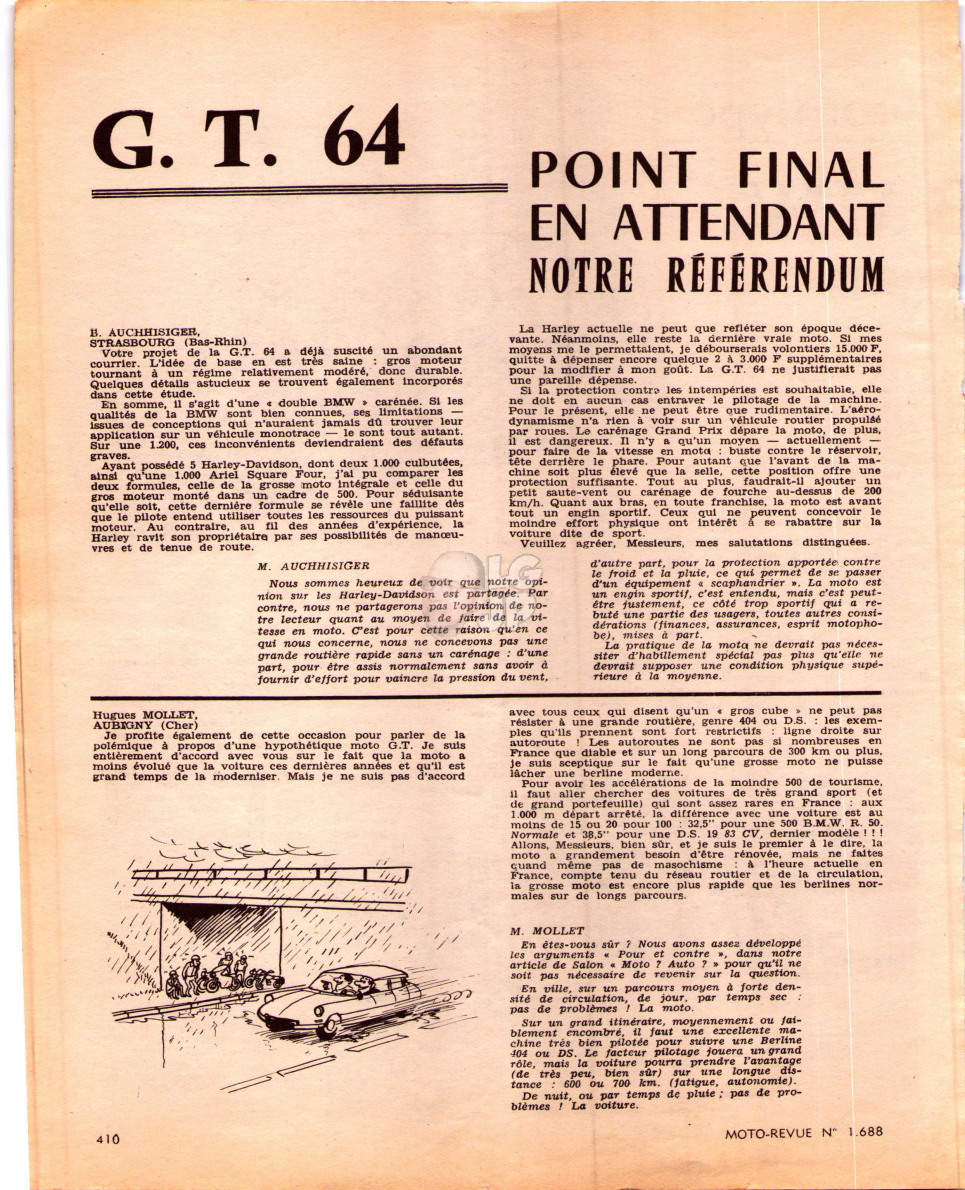 G. T. 64
POINT FINAL
EN ATTENDANT
NOTRE RÉFÉRENDUM
B. AUCHHISIGER,
STRASBOURG (Bas-Rhin)
Votre projet de la G.T. 64 a déjà suscité un abondant
courrier. L'idée de base en est très saine : gros moteur
tournant à un régime relativement modéré, donc durable.
Quelques détails astucieux se trouvent également incorporés
dans cette étude.
En somme, il s'agit d'une « double BMW » carénée. Si les
qualités de la BMW sont bien connues, ses limitations —
issues de conceptions qui n'auraient jamais dû trouver leur
application sur un véhicule monotrace — le sont tout autant.
Sur une 1.200, ces inconvénients deviendraient des défauts
graves.
Ayant possédé 5 Harley-Davidson, dont deux 1.000 culbutées,
ainsi qu'une 1.000 Ariel Square Four, j'ai pu comparer les
deux formules, celle de la grosse moto intégrale et celle du
gros moteur monté dans un cadre de 500. Pour séduisante
qu'elle soit, cette dernière formule se révèle une faillite dès
que le pilote entend utiliser toutes les ressources du puissant
moteur. Au contraire, au fil des années d'expérience, la
Harley ravit son propriétaire par ses possibilités de manœu-
vres et de tenue de route.
La Harley actuelle ne peut que refléter son époque déce-
vante. Néanmoins, elle reste la dernière vraie moto. Si mes
moyens me le permettaient, je débourserais volontiers 15.000 F,
quitte à dépenser encore quelque 2 à 3.000 F supplémentaires
pour la modifier à mon goût. La G.T. 64 ne justifierait pas
une pareille dépense.
Si la protection contre les intempéries est souhaitable, elle
ne doit en aucun cas entraver le pilotage de la machine.
Pour le présent, elle ne peut être que rudimentaire. L'aéro-
dynamisme n'a rien à voir sur un véhicule routier propulsé
par roues. Le carénage Grand Prix dépare la moto, de plus,
il est dangereux. Il n'y a qu'un moyen — actuellement —
pour faire de la vitesse en moto : buste contre le réservoir,
tête derrière le phare. Pour autant que l'avant de la ma-
chine soit plus élevé que la selle, cette position offre une
protection suffisante. Tout au plus, faudrait-il ajouter un
petit saute-vent ou carénage de fourche au-dessus de 200
km/h. Quant aux bras, en toute franchise, la moto est avant
tout un engin sportif. Ceux qui ne peuvent concevoir le
moindre effort physique ont intérêt à se rabattre sur la
voiture dite de sport.
Veuillez agréer, Messieurs, mes salutations distinguées.
M. AUCHHISIGER
Nous sommes heureux de voir que notre opi-
nion sur les Harley-Davidson est partagée. Par
contre, nous ne partagerons pas l'opinion de no-
tre lecteur quant au moyen de faire de la vi-
tesse en moto. C'est pour cette raison qu'en ce
qui nous concerne, nous ne concevons pas une
grande routière rapide sans un carénage : d'une
part, pour être assis normalement sans avoir à
fournir d'effort pour vaincre la pression du vent,
d'autre part, pour la protection apportée contre
le froid et la pluie, ce qui permet de se passer
d'un équipement « scaphandrier ». La moto est
un engin sportif, c'est entendu, mais c'est peut-
être justement, ce côté trop sportif qui a re-
buté une partie des usagers, toutes autres consi-
dérations (finances, assurances, esprit motopho-
be), mises à part.
La pratique de la moto ne devrait pas néces-
siter d'habillement spécial pas plus qu'elle ne
devrait supposer une condition physique supé-
rieure à la moyenne.
Hugues MOLLET,
AUBIGNY (Cher)
Je profite également de cette occasion pour parler de la
polémique à propos d'une hypothétique moto G.T. Je suis
entièrement d'accord avec vous sur le fait que la moto a
moins évolué que la voiture ces dernières années et qu'il est
grand temps de la moderniser. Mais je ne suis pas d'accord
avec tous ceux qui disent qu'un « gros cube » ne peut pas
résister à une grande routière, genre 404 ou D.S. : les exem-
ples qu'ils prennent sont fort restrictifs : ligne droite sur
autoroute ! Les autoroutes ne sont pas si nombreuses en
France que diable et sur un long parcours de 300 km ou plus,
je suis sceptique sur le fait qu'une grosse moto ne puisse
lâcher une berline moderne.
Pour avoir les accélérations de la moindre 500 de tourisme,
il faut aller chercher des voitures de très grand sport (et
de grand portefeuille) qui sont assez rares en France : aux
1.000 m départ arrêté, la différence avec une voiture est au
moins de 15 ou 20 pour 100 : 32,5" pour une 500 B.M.W. R. 50.
Normale et 38,5" pour une D.S. 19 83 CV, dernier modèle ! ! !
Allons, Messieurs, bien sûr, et je suis le premier à le dire, la
moto a grandement besoin d'être rénovée, mais ne faites
quand même pas de masochisme : à l'heure actuelle en
France, compte tenu du réseau routier et de la circulation,
la grosse moto est encore plus rapide que les berlines nor-
males sur de longs parcours.
M. MOLLET
En êtes-vous sûr ? Nous avons assez développé
les arguments « Pour et contre », dans notre
article de Salon « Moto ? Auto ? » pour qu'il ne
soit pas nécessaire de revenir sur la question.
En ville, sur un parcours moyen à forte den-
sité de circulation, de jour, par temps sec :
pas de problèmes ! La moto.
Sur un grand itinéraire, moyennement ou fai-
blement encombré, il faut une excellente ma-
chine très bien pilotée pour suivre une Berline
404 ou DS. Le facteur pilotage jouera un grand
rôle, mais la voiture pourra prendre l'avantage
(de très peu, bien sûr) sur une longue dis-
tance : 600 ou 700 km. (fatigue, autonomie).
De nuit, ou par temps de pluie ; pas de pro-
blèmes ! La voiture.
410
MOTO-REVUE N° 1.688